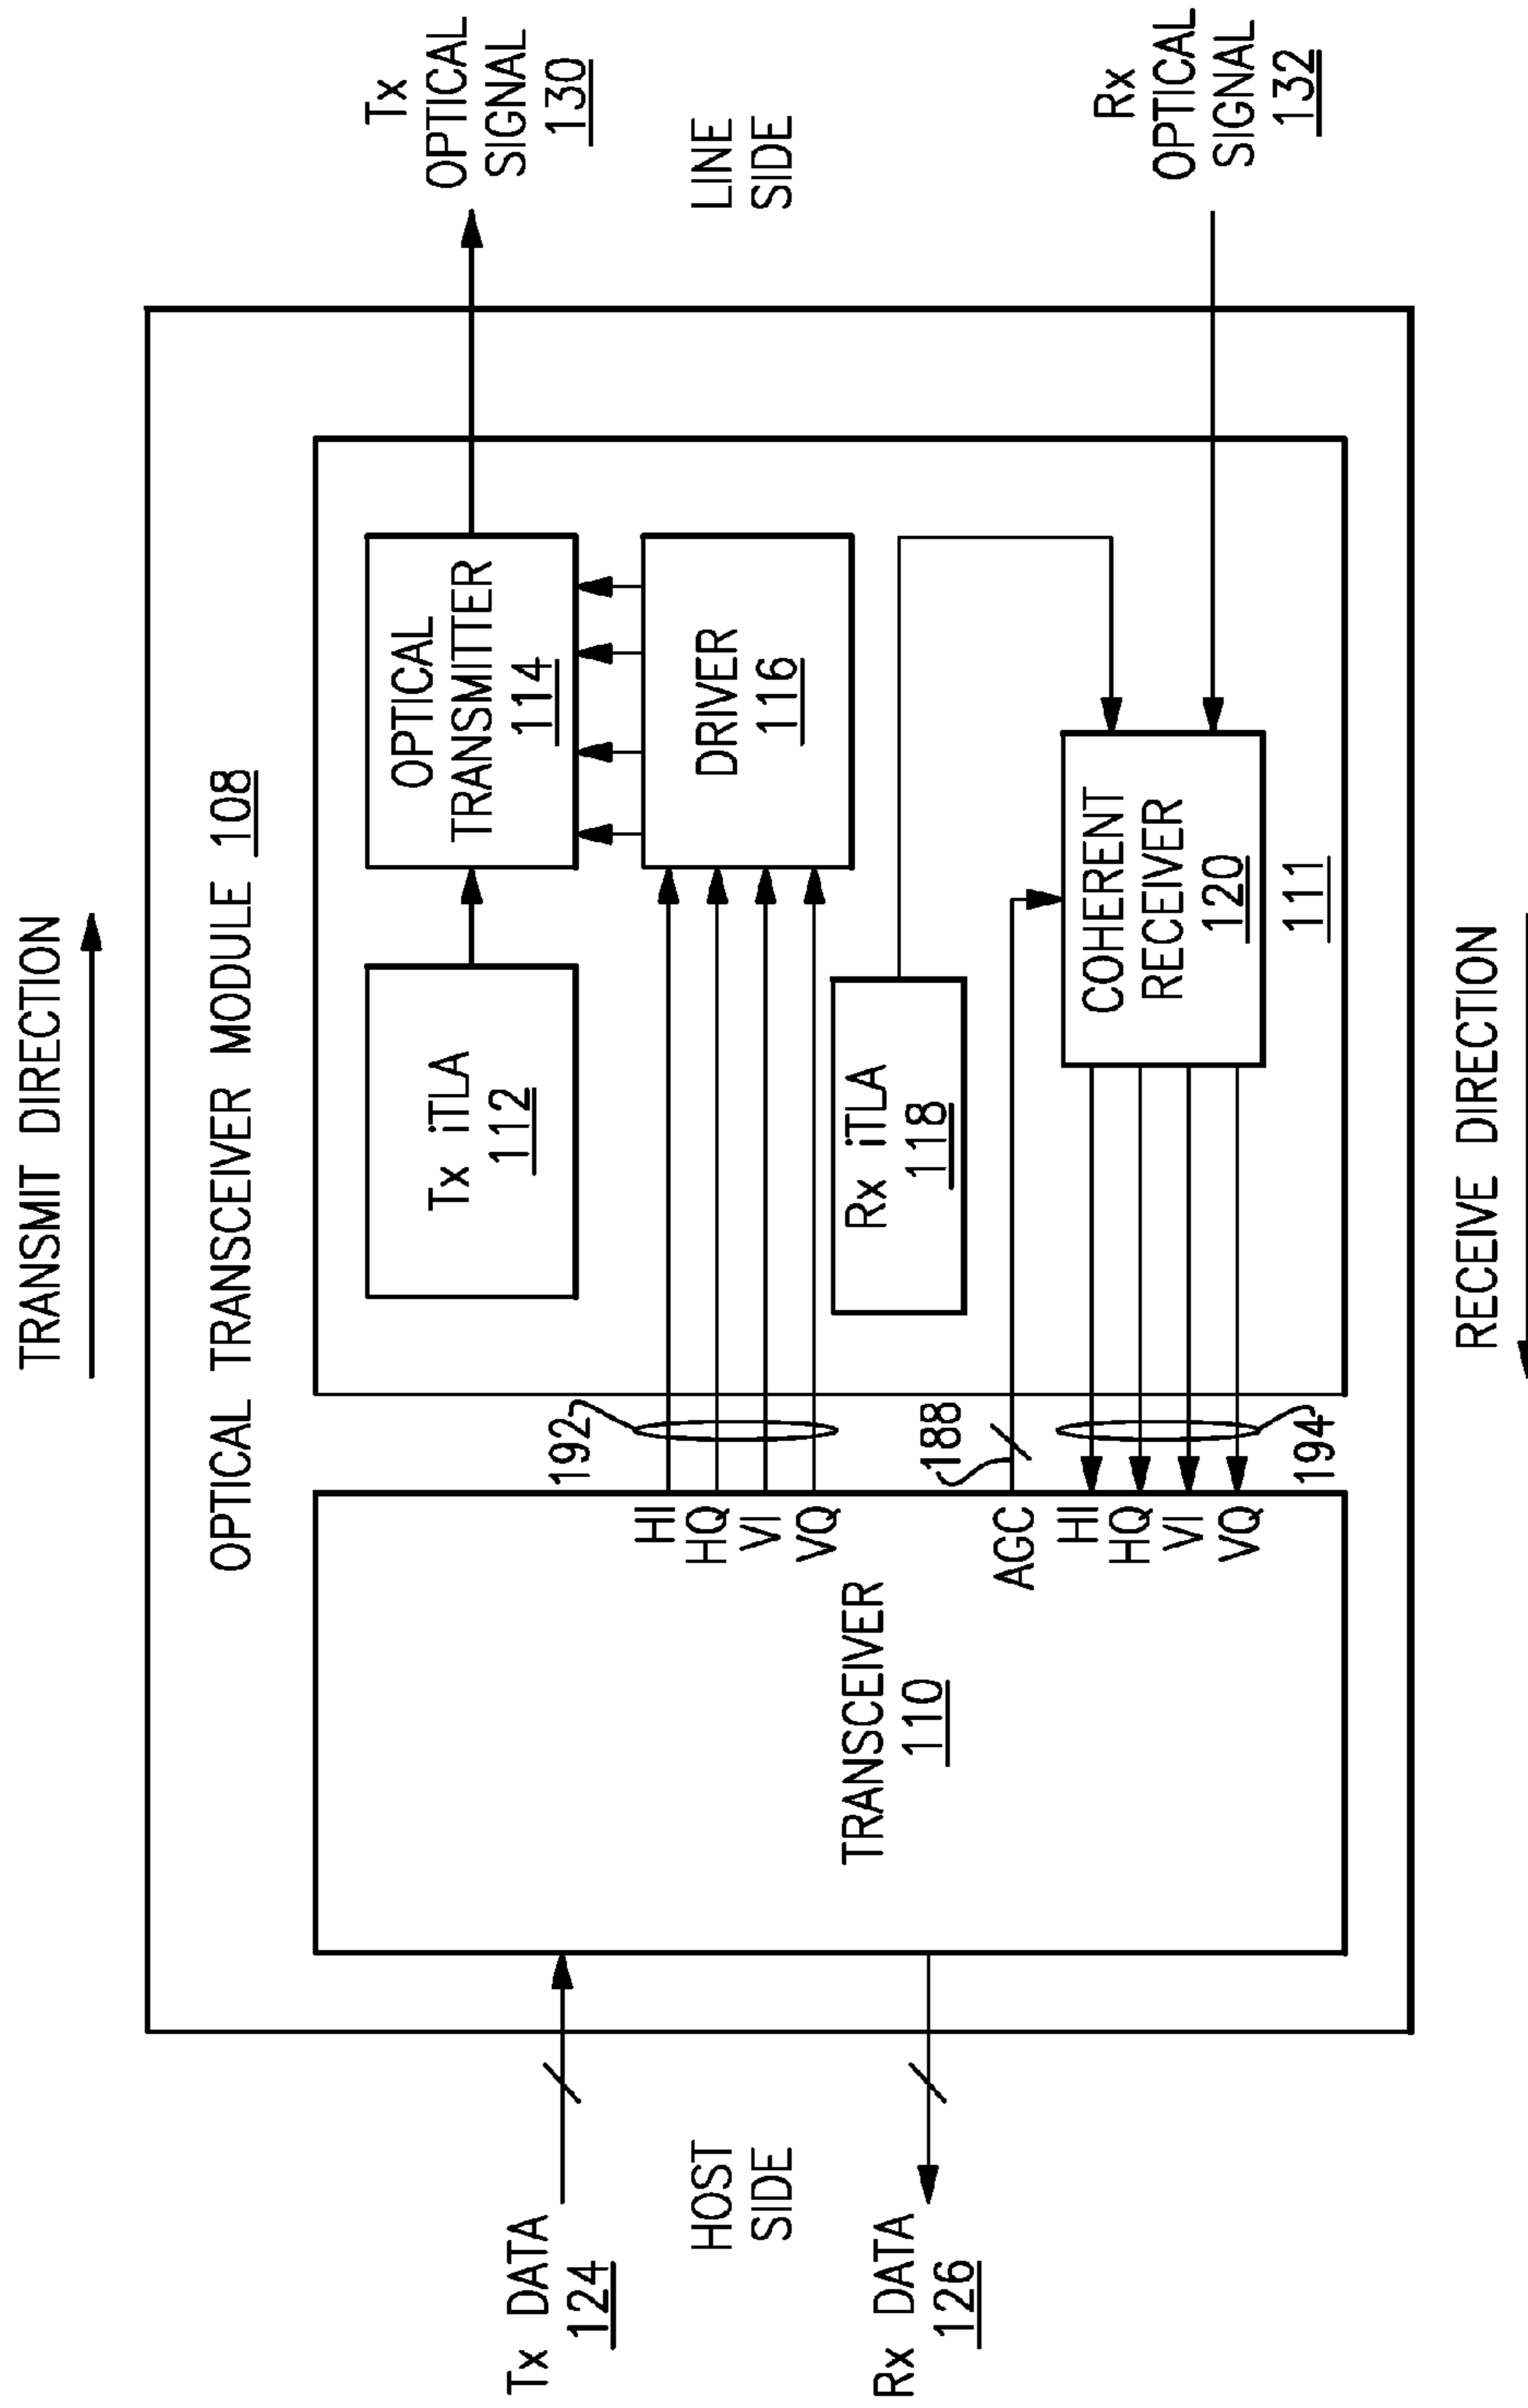 TRANSMIT DIRECTION
OPTICAL TRANSCEIVER MODULE 108
Tx DATA
124
HOST
SIDE
Rx DATA
126
TRANSCEIVER
110
HI
HQ
VI
VQ
AGC
HI
HQ
VI
VQ
192
188
194
Tx iTLA
112
OPTICAL
TRANSMITTER
114
DRIVER
116
Rx iTLA
118
COHERENT
RECEIVER
120
111
Tx
OPTICAL
SIGNAL
130
LINE
SIDE
Rx
OPTICAL
SIGNAL
132
RECEIVE DIRECTION